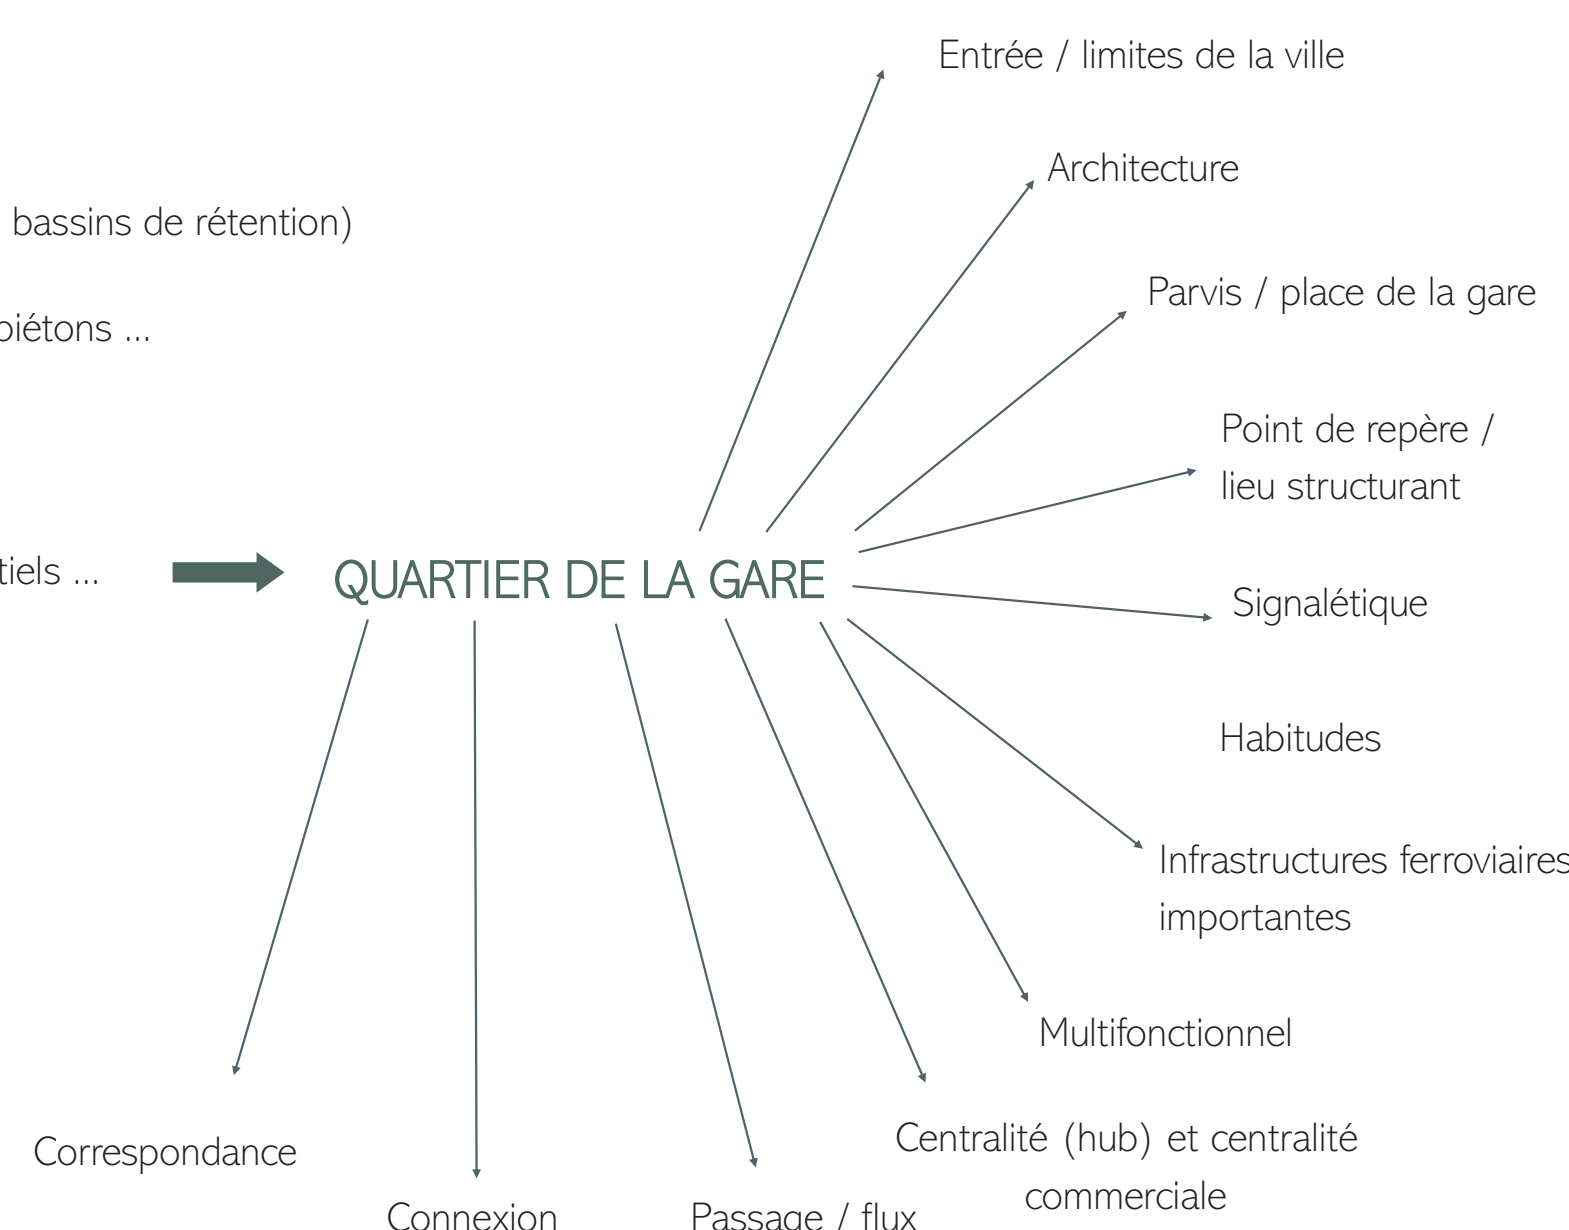 Entrée / limites de la ville
Architecture
bassins de rétention)
Parvis / place de la gare
piétons ...
Point de repère /
lieu structurant
tiels ...
QUARTIER DE LA GARE
Signalétique
Habitudes
Infrastructures ferroviaires
importantes
Multifonctionnel
Centralité (hub) et centralité
commerciale
Correspondance
Connexion
Passage / flux